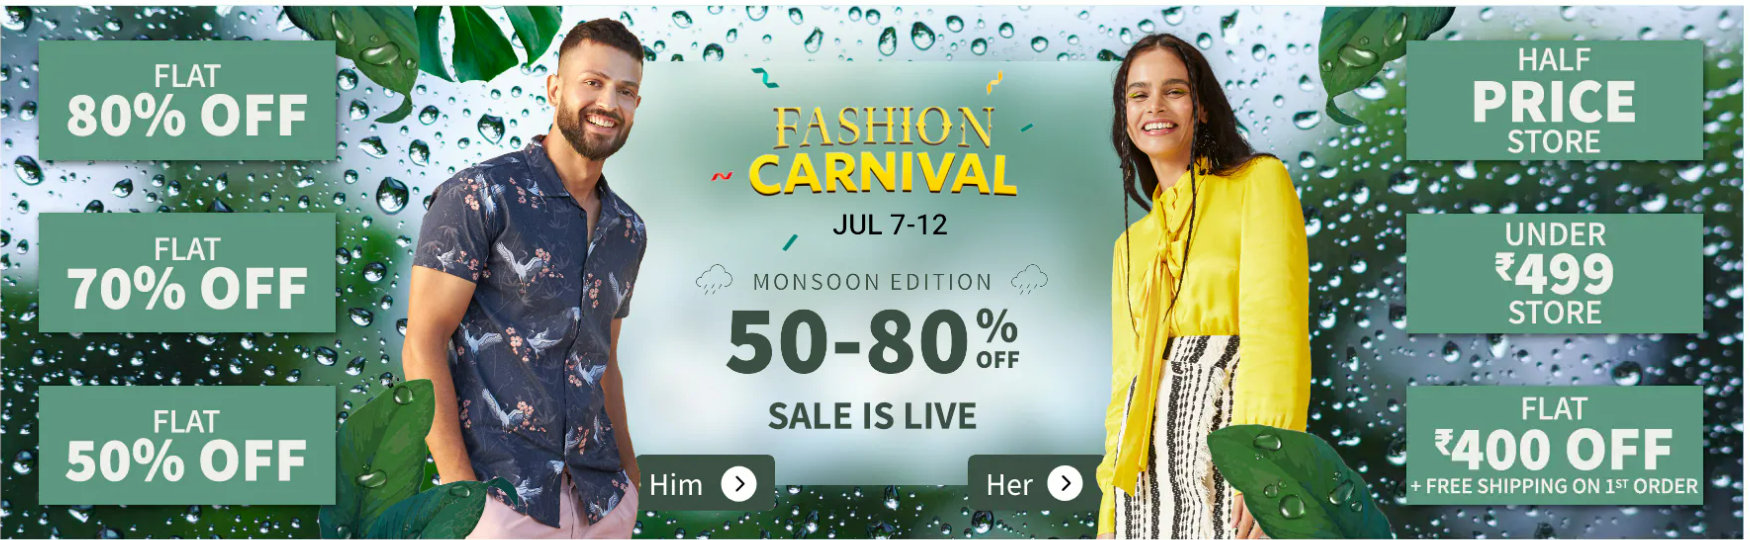 FLAT
80% OFF
FLAT
70% OFF
FLAT
50% OFF
FASHION
CARNIVAL
JUL 7-12
MONSOON EDITION
50-80% OFF
SALE IS LIVE
Him
Her
HALF
PRICE
STORE
UNDER
₹499
STORE
FLAT
₹400 OFF
+ FREE SHIPPING ON 1ST ORDER